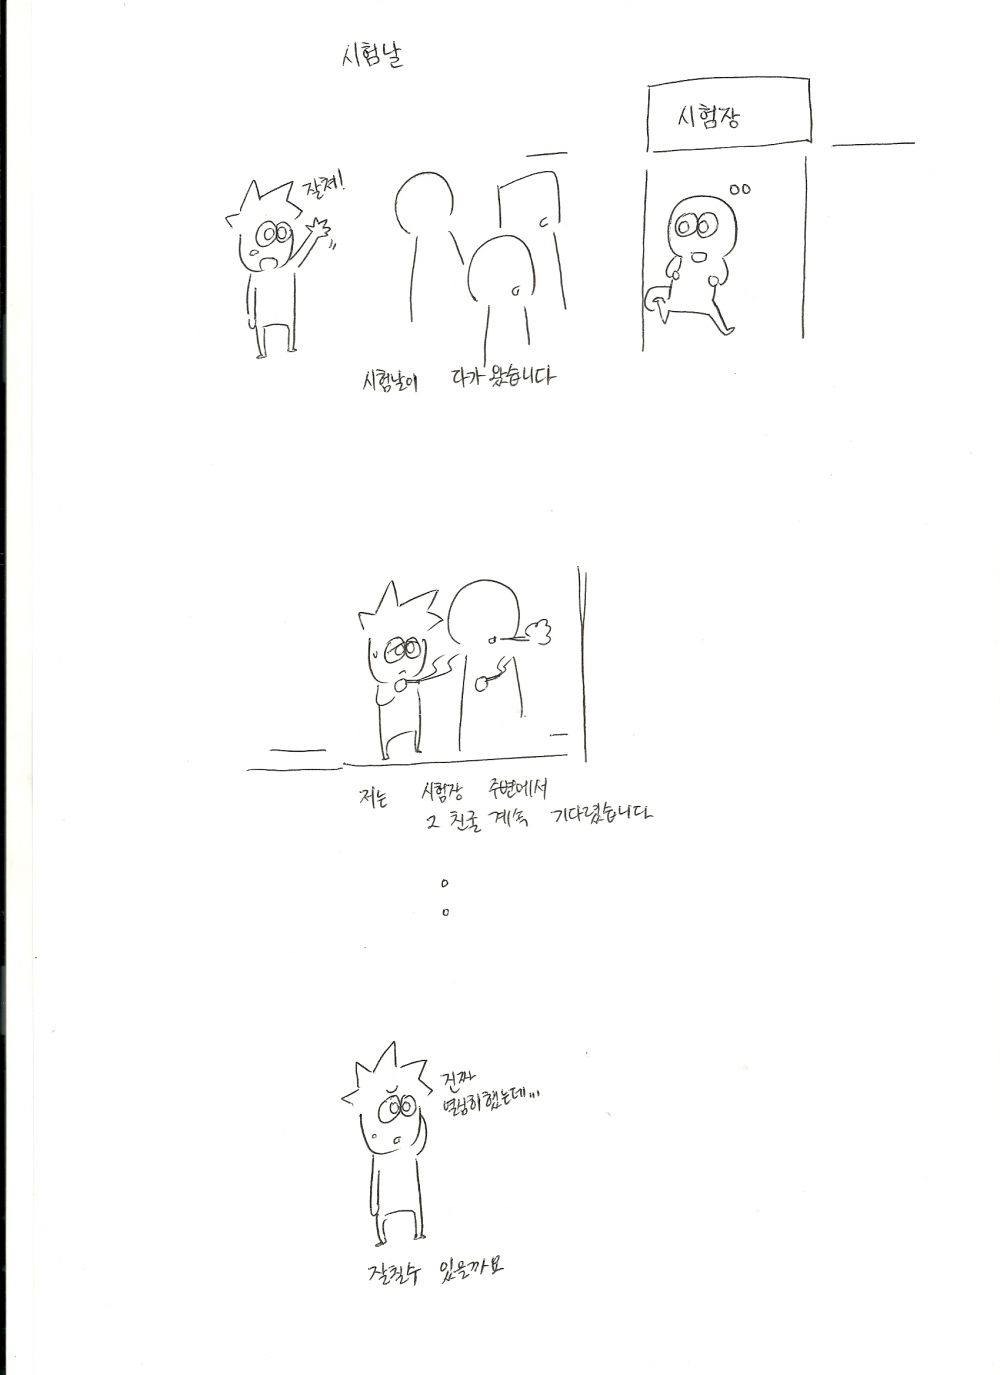 시험날
시험장
잘쳐!
시험날이 다가 왔습니다
저는 시험장 주변에서
그 친굴 계속 기다렸습니다
진짜
열심히 했는데...
잘칠수 있을까요